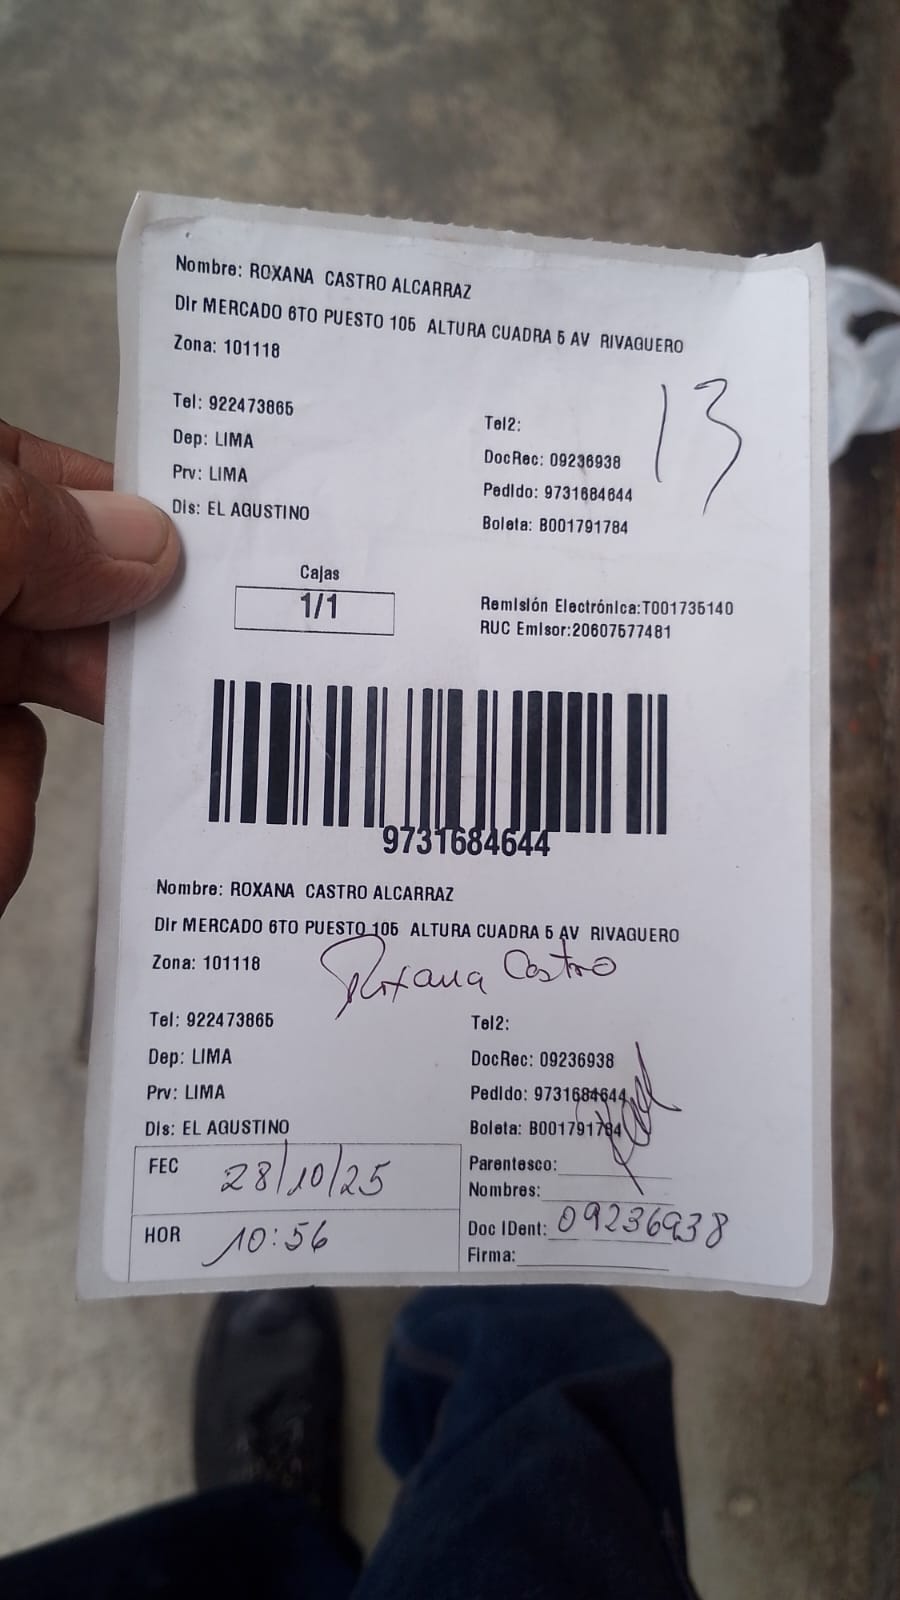 Nombre: ROXANA CASTRO ALCARRAZ
Dir MERCADO 6TO PUESTO 105 ALTURA CUADRA 5 AV RIVAGUERO
Zona: 101118
13
Tel: 922473865
Tel2:
Dep: LIMA
DocRec: 09236938
Prv: LIMA
Pedido: 9731684644
Dis: EL AGUSTINO
Boleta: B001791784
Cajas
1/1
Remisión Electrónica:T001735140
RUC Emisor:20607577481
9731684644
Nombre: ROXANA CASTRO ALCARRAZ
Dir MERCADO 6TO PUESTO 105 ALTURA CUADRA 5 AV RIVAGUERO
Zona: 101118
Roxana Castro
Tel: 922473865
Tel2:
Dep: LIMA
DocRec: 09236938
Prv: LIMA
Pedido: 9731684644
Dis: EL AGUSTINO
Boleta: B001791784
FEC 28/10/25
Parentesco:
Nombres:
HOR 10:56
Doc IDent: 09236938
Firma: